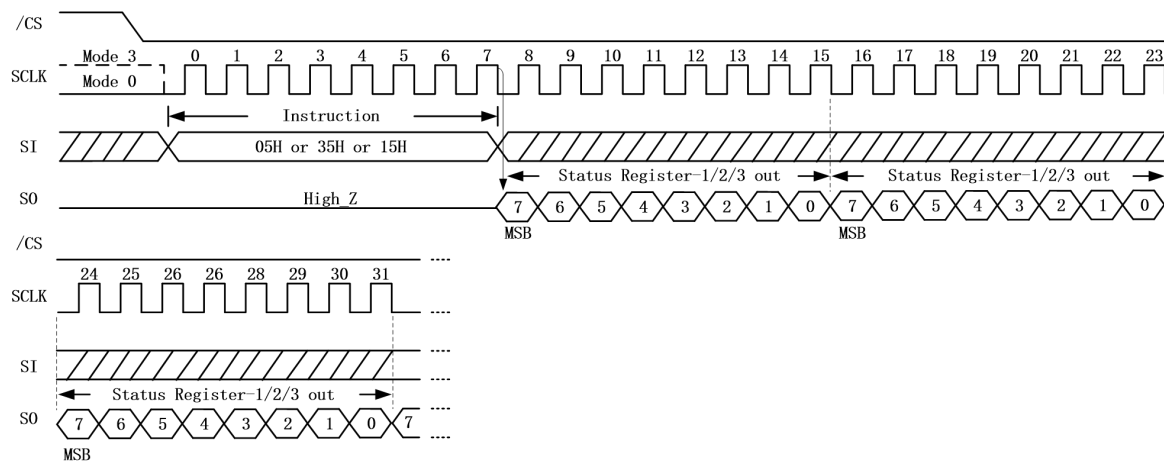 /CS
Mode 3 0 1 2 3 4 5 6 7 8 9 10 11 12 13 14 15 16 17 18 19 20 21 22 23
SCLK Mode 0
Instruction
SI 05H or 35H or 15H
Status Register-1/2/3 out Status Register-1/2/3 out
SO High_Z 7 6 5 4 3 2 1 0 7 6 5 4 3 2 1 0
MSB MSB
/CS
24 25 26 26 28 29 30 31
SCLK
SI
Status Register-1/2/3 out
SO 7 6 5 4 3 2 1 0 7
MSB